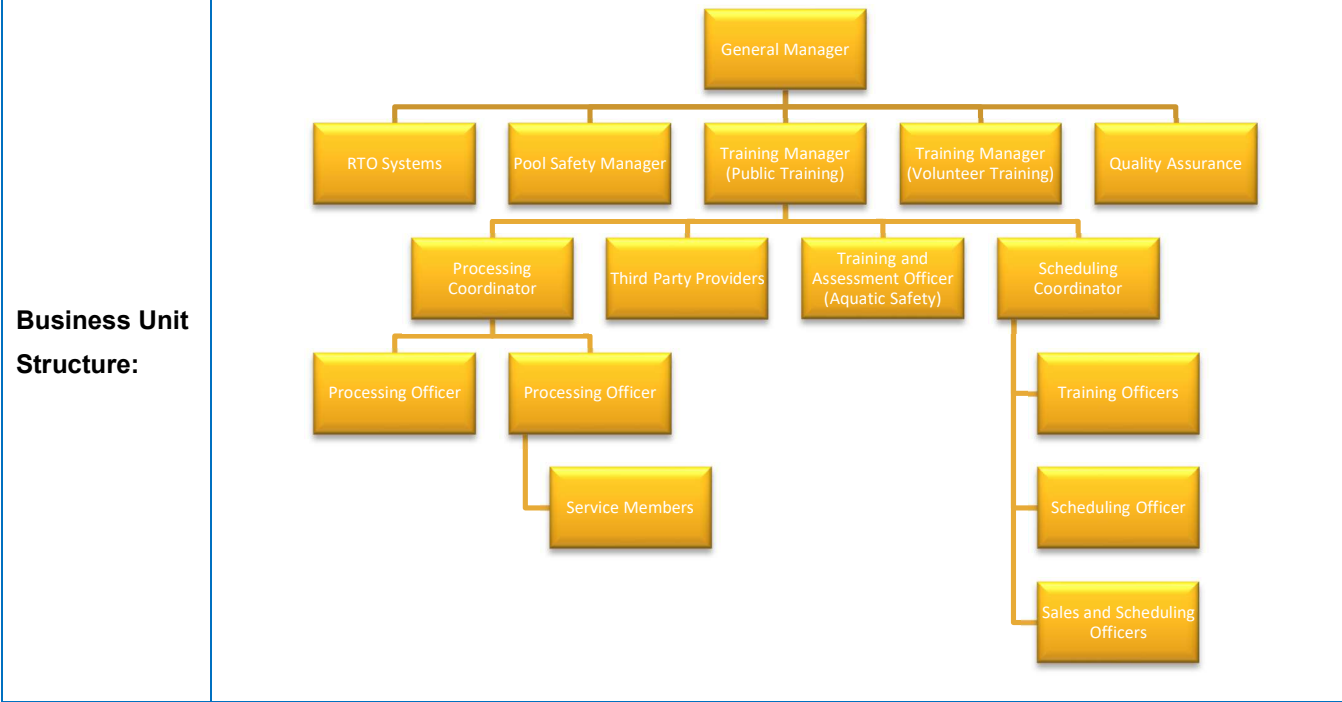 Business Unit
Structure:
General Manager
RTO Systems
Pool Safety Manager
Training Manager
(Public Training)
Training Manager
(Volunteer Training)
Quality Assurance
Processing
Coordinator
Third Party Providers
Training and
Assessment Officer
(Aquatic Safety)
Scheduling
Coordinator
Processing Officer
Processing Officer
Training Officers
Service Members
Scheduling Officer
Sales and Scheduling
Officers